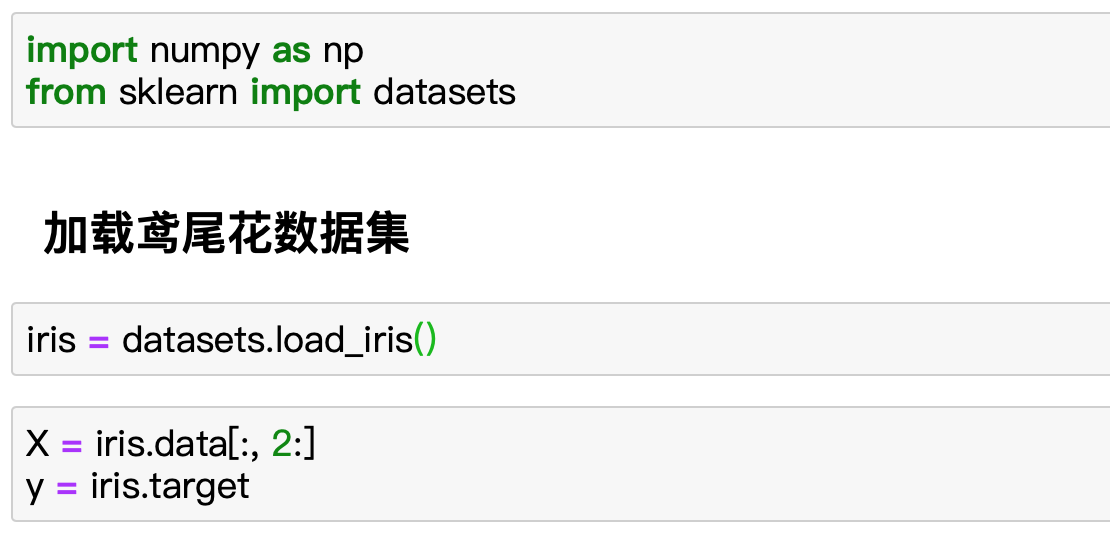 import numpy as np
from sklearn import datasets
加载鸢尾花数据集
iris = datasets.load_iris()
X = iris.data[:, 2:]
y = iris.target